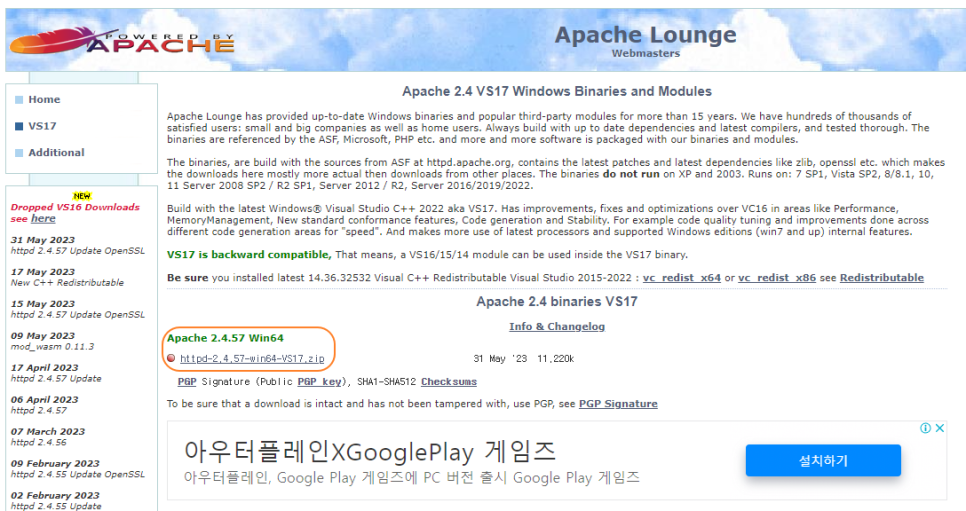 POWERED BY
APACHE
Apache Lounge
Webmasters
Home
VS17
Additional
NEW
Dropped VS16 Downloads
see here
31 May 2023
httpd 2.4.57 Update OpenSSL
17 May 2023
New C++ Redistributable
15 May 2023
httpd 2.4.57 Update OpenSSL
09 May 2023
mod_wasm 0.11.3
17 April 2023
httpd 2.4.57 Update
06 April 2023
httpd 2.4.57
07 March 2023
httpd 2.4.56
09 February 2023
httpd 2.4.55 Update OpenSSL
02 February 2023
httpd 2.4.55 Update
Apache 2.4 VS17 Windows Binaries and Modules
Apache Lounge has provided up-to-date Windows binaries and popular third-party modules for more than 15 years. We have hundreds of thousands of
satisfied users: small and big companies as well as home users. Always build with up to date dependencies and latest compilers, and tested thorough. The
binaries are referenced by the ASF, Microsoft, PHP etc. and more and more software is packaged with our binaries and modules.
The binaries, are build with the sources from ASF at httpd.apache.org, contains the latest patches and latest dependencies like zlib, openssl etc. which makes
the downloads here mostly more actual then downloads from other places. The binaries do not run on XP and 2003. Runs on: 7 SP1, Vista SP2, 8/8.1, 10,
11 Server 2008 SP2 / R2 SP1, Server 2012 / R2, Server 2016/2019/2022.
Build with the latest Windows® Visual Studio C++ 2022 aka VS17. Has improvements, fixes and optimizations over VC16 in areas like Performance,
MemoryManagement, New standard conformance features, Code generation and Stability. For example code quality tuning and improvements done across
different code generation areas for "speed". And makes more use of latest processors and supported Windows editions (win7 and up) internal features.
VS17 is backward compatible, That means, a VS16/15/14 module can be used inside the VS17 binary.
Be sure you installed latest 14.36.32532 Visual C++ Redistributable Visual Studio 2015-2022 : vc_redist_x64 or vc_redist_x86 see Redistributable
Apache 2.4 binaries VS17
Info & Changelog
Apache 2.4.57 Win64
httpd-2.4.57-win64-VS17.zip 31 May '23 11.220k
PGP Signature (Public PGP key), SHA1-SHA512 Checksums
To be sure that a download is intact and has not been tampered with, use PGP, see PGP Signature
아우터플레인XGooglePlay 게임즈
아우터플레인, Google Play 게임즈에 PC 버전 출시 Google Play 게임즈
설치하기